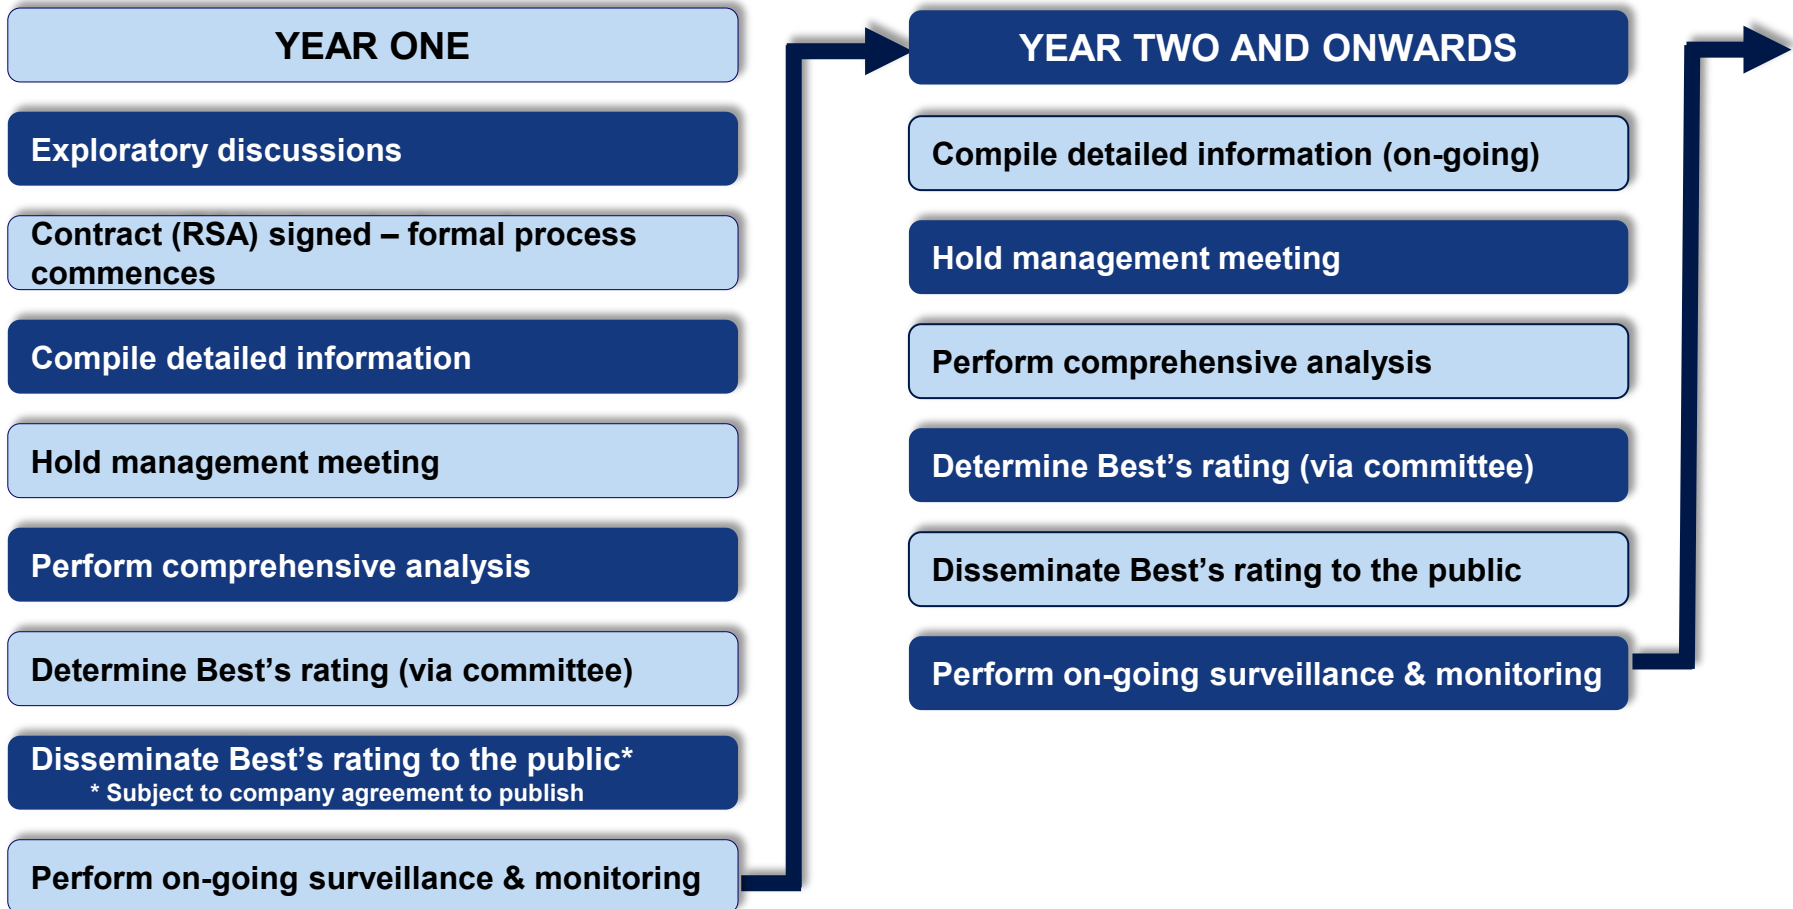 YEAR ONE
Exploratory discussions
Contract (RSA) signed – formal process
commences
Compile detailed information
Hold management meeting
Perform comprehensive analysis
Determine Best’s rating (via committee)
Disseminate Best’s rating to the public*
* Subject to company agreement to publish
Perform on-going surveillance & monitoring
YEAR TWO AND ONWARDS
Compile detailed information (on-going)
Hold management meeting
Perform comprehensive analysis
Determine Best’s rating (via committee)
Disseminate Best’s rating to the public
Perform on-going surveillance & monitoring